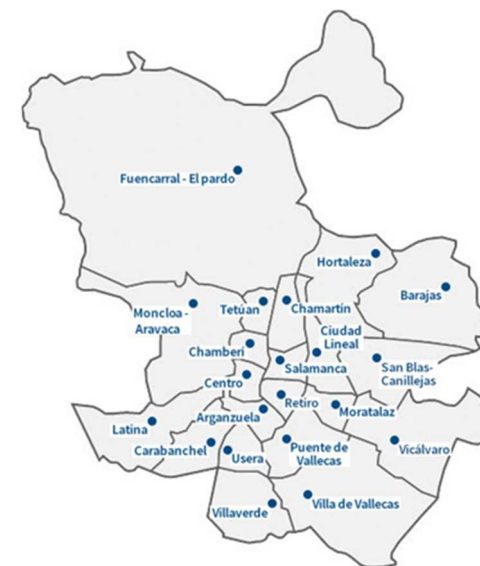 Fuencarral - El pardo
Hortaleza
Barajas
Moncloa -
Aravaca
Tetúan
Chamartín
Ciudad
Lineal
Chamberí
Salamanca
San Blas-
Canillejas
Centro
Retiro
Arganzuela
Moratalaz
Latina
Carabanchel
Usera
Puente de
Vallecas
Vicálvaro
Villaverde
Villa de Vallecas